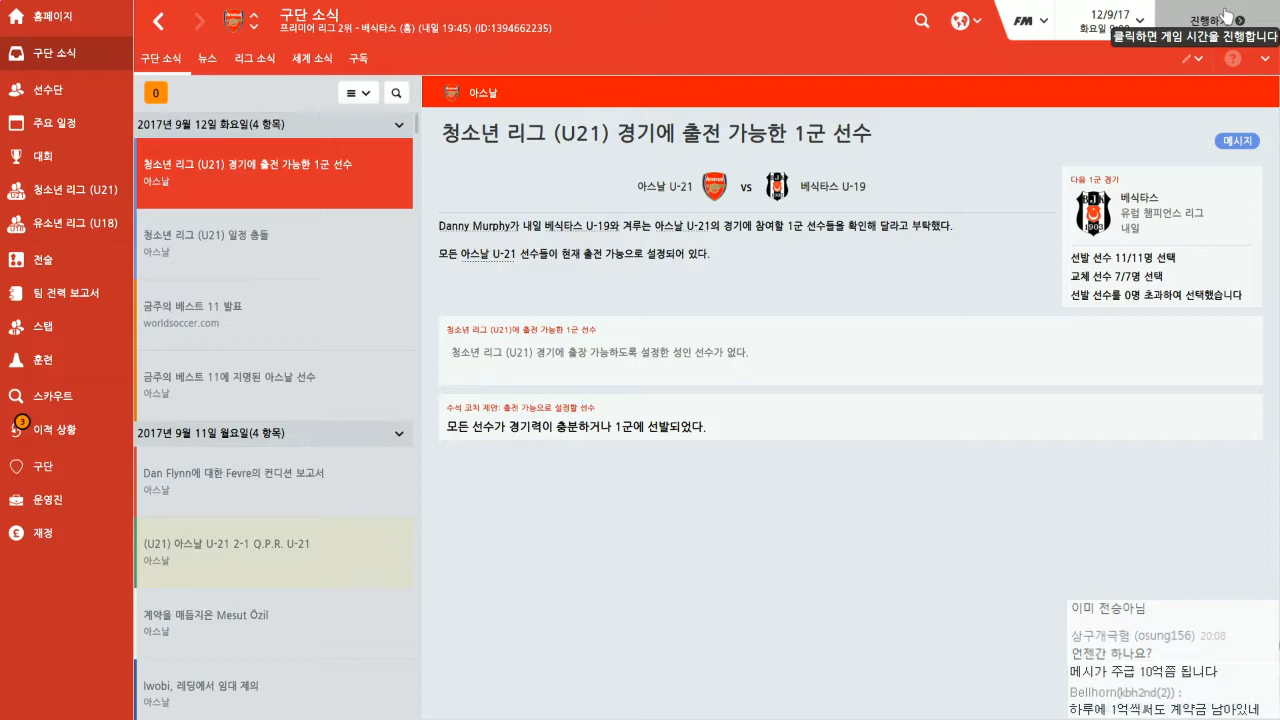 홈페이지
구단 소식
선수단
주요 일정
대회
청소년 리그 (U21)
유소년 리그 (U18)
전술
팀 전력 보고서
스탭
훈련
스카우트
3
이적 상황
구단
운영진
재정
구단 소식
프리미어 리그 2위 - 베식타스 (홈) (내일 19:45) (ID:1394662235)
FM
12/9/17
화요일
클릭하면 게임 시간을 진행합니다
구단 소식 뉴스 리그 소식 세계 소식 구독
0
2017년 9월 12일 화요일(4 항목)
청소년 리그 (U21) 경기에 출전 가능한 1군 선수
아스날
청소년 리그 (U21) 일정 충돌
아스날
금주의 베스트 11 발표
worldsoccer.com
금주의 베스트 11에 지명된 아스날 선수
아스날
2017년 9월 11일 월요일(4 항목)
Dan Flynn에 대한 Fevre의 컨디션 보고서
아스날
(U21) 아스날 U-21 2-1 Q.P.R. U-21
아스날
계약을 매듭지은 Mesut Özil
아스날
Iwobi, 레딩에서 임대 제의
아스날
아스날
청소년 리그 (U21) 경기에 출전 가능한 1군 선수
메시지
아스날 U-21 vs 베식타스 U-19
Danny Murphy가 내일 베식타스 U-19와 겨루는 아스날 U-21의 경기에 참여할 1군 선수들을 확인해 달라고 부탁했다.
모든 아스날 U-21 선수들이 현재 출전 가능으로 설정되어 있다.
다음 1군 경기
베식타스
유럽 챔피언스 리그
내일
선발 선수 11/11명 선택
교체 선수 7/7명 선택
선발 선수를 0명 초과하여 선택했습니다
청소년 리그 (U21)에 출전 가능한 1군 선수
청소년 리그 (U21) 경기에 출장 가능하도록 설정한 성인 선수가 없다.
수석 코치 제안: 출전 가능으로 설정할 선수
모든 선수가 경기력이 충분하거나 1군에 선발되었다.
이미 전승아님
상구개극혐 (osung156) 20:08
언젠간 하나요?
메시가 주급 10억쯤 됩니다
Bellhorn(kbh2nd(2)) :
하루에 1억씩써도 계약금 남아있네